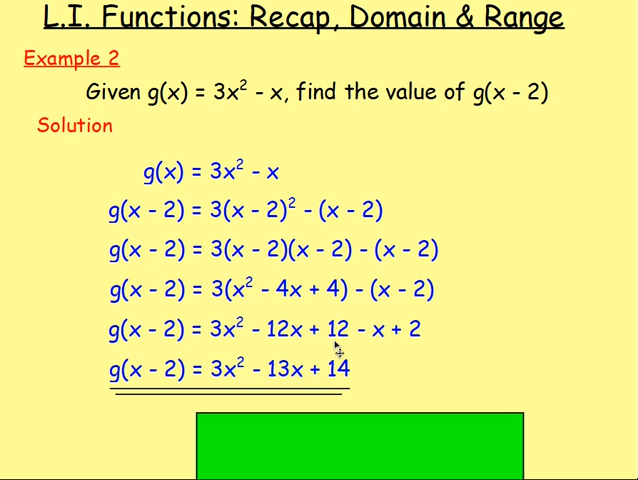 L.I. Functions: Recap, Domain & Range
Example 2
Given g(x) = 3x² - x, find the value of g(x - 2)
Solution
g(x) = 3x² - x
g(x - 2) = 3(x - 2)² - (x - 2)
g(x - 2) = 3(x - 2)(x - 2) - (x - 2)
g(x - 2) = 3(x² - 4x + 4) - (x - 2)
g(x - 2) = 3x² - 12x + 12 - x + 2
g(x - 2) = 3x² - 13x + 14